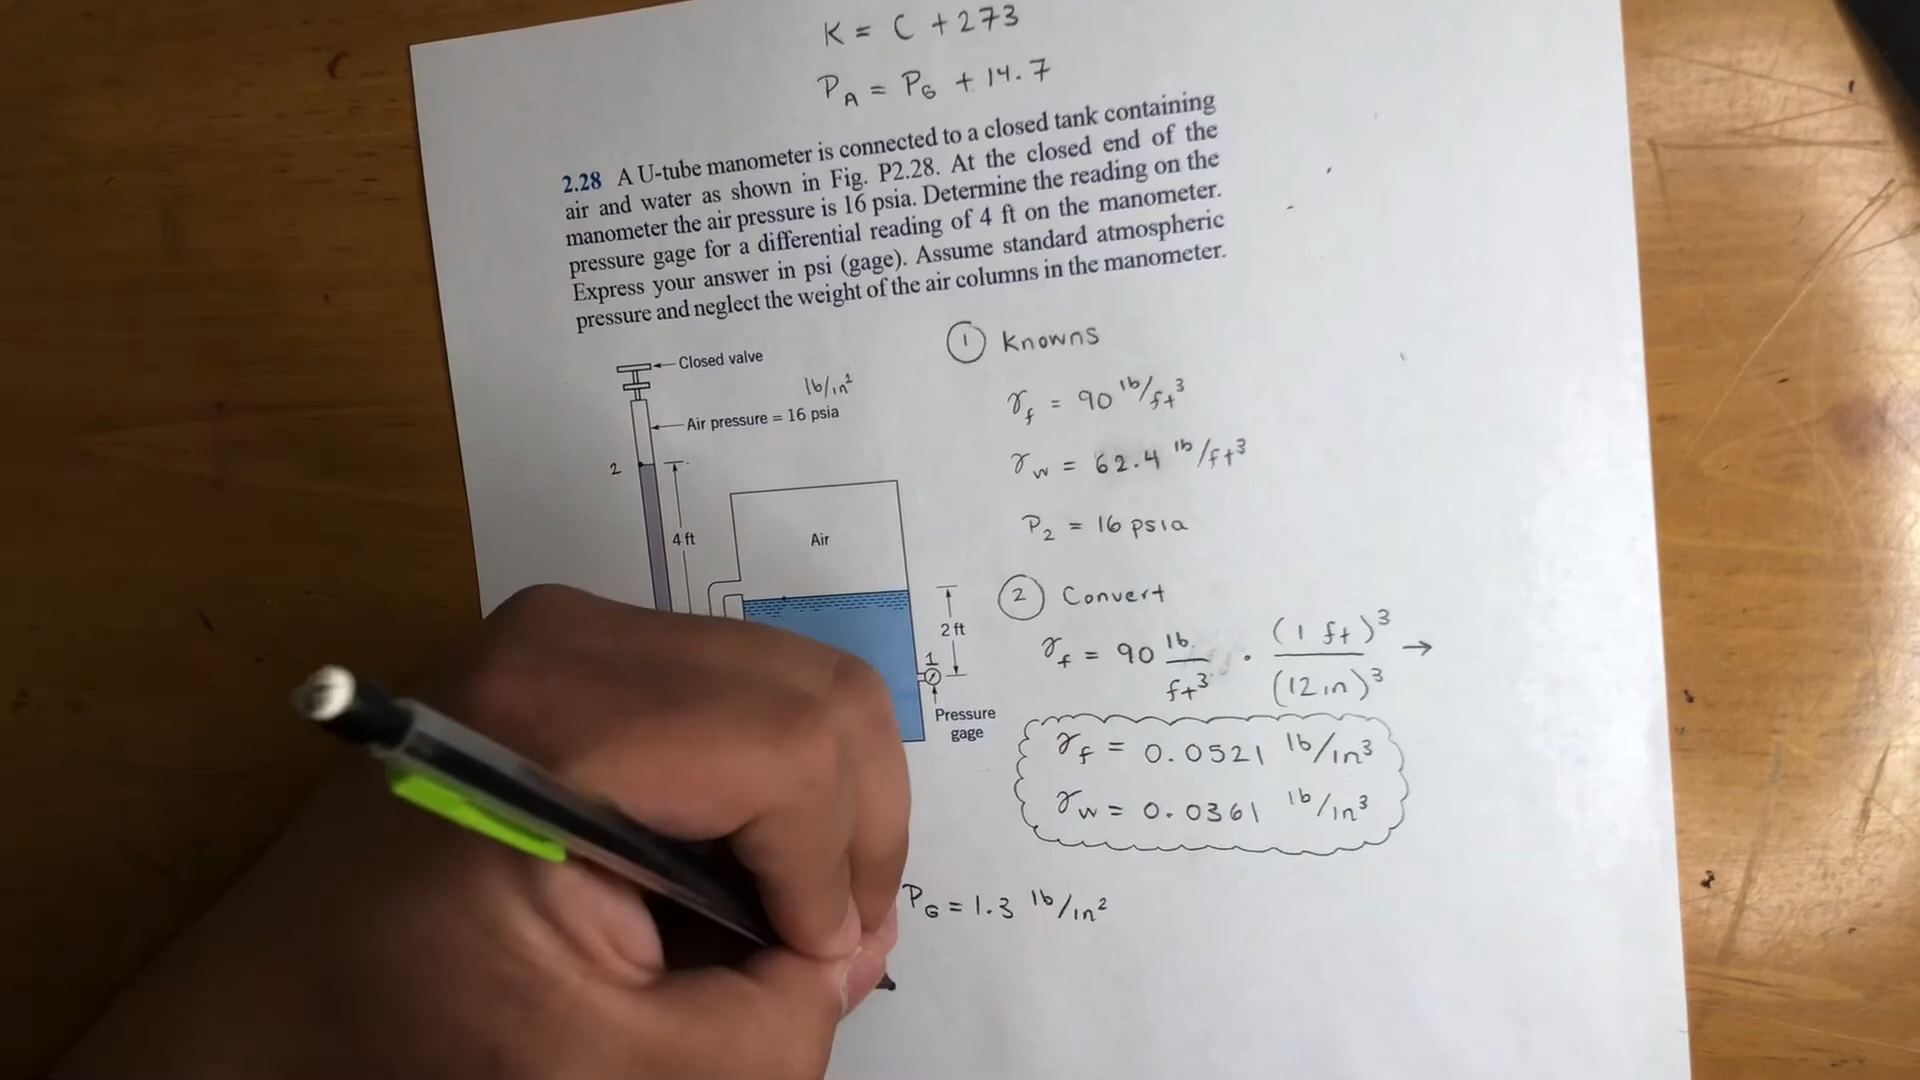 K = C + 273
P_A = P_G + 14.7
2.28 A U-tube manometer is connected to a closed tank containing
air and water as shown in Fig. P2.28. At the closed end of the
manometer the air pressure is 16 psia. Determine the reading on the
pressure gage for a differential reading of 4 ft on the manometer.
Express your answer in psi (gage). Assume standard atmospheric
pressure and neglect the weight of the air columns in the manometer.
Closed valve
lb/in²
Air pressure = 16 psia
2
4 ft
Air
2 ft
1
Pressure
gage
① Knowns
γ_f = 90 lb/ft³
γ_w = 62.4 lb/ft³
P₂ = 16 psia
② Convert
γ_f = 90 lb/ft³ · (1 ft)³/(12 in)³ →
γ_f = 0.0521 lb/in³
γ_w = 0.0361 lb/in³
P_G = 1.3 lb/in²